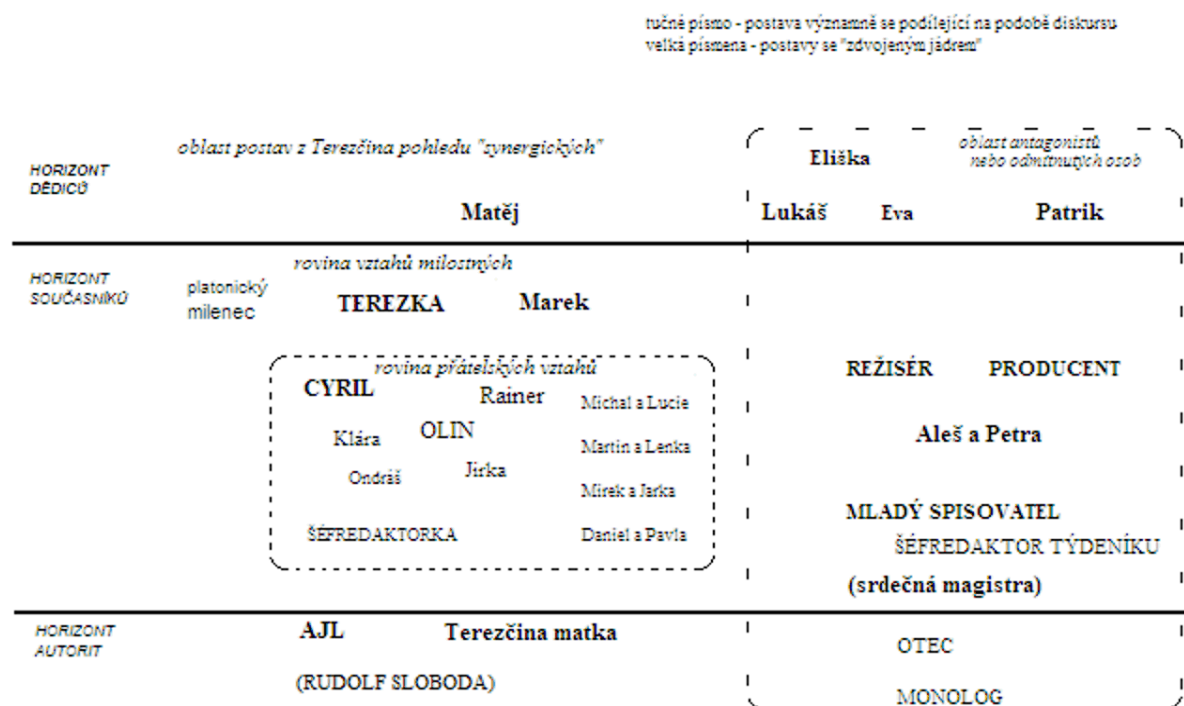 tučné písmo - postava významně se podílející na podobě diskursu
velká písmena - postavy se "zdvojeným jádrem"
oblast postav z Terezčina pohledu "synergických"
oblast antagonistů
nebo odmítnutých osob
HORIZONT
DĚDICŮ
Eliška
Matěj
Lukáš Eva Patrik
HORIZONT
SOUČASNÍKŮ
rovina vztahů milostných
platonický
milenec
TEREZKA Marek
rovina přátelských vztahů
CYRIL Rainer Michal a Lucie
Klára OLIN Martin a Lenka
Ondráš Jirka Mirek a Jarka
ŠÉFREDAKTORKA Daniel a Pavla
REŽISÉR PRODUCENT
Aleš a Petra
MLADÝ SPISOVATEL
ŠÉFREDAKTOR TÝDENÍKU
(srdečná magistra)
HORIZONT
AUTORIT
AJL Terezčina matka
(RUDOLF SLOBODA)
OTEC
MONOLOG